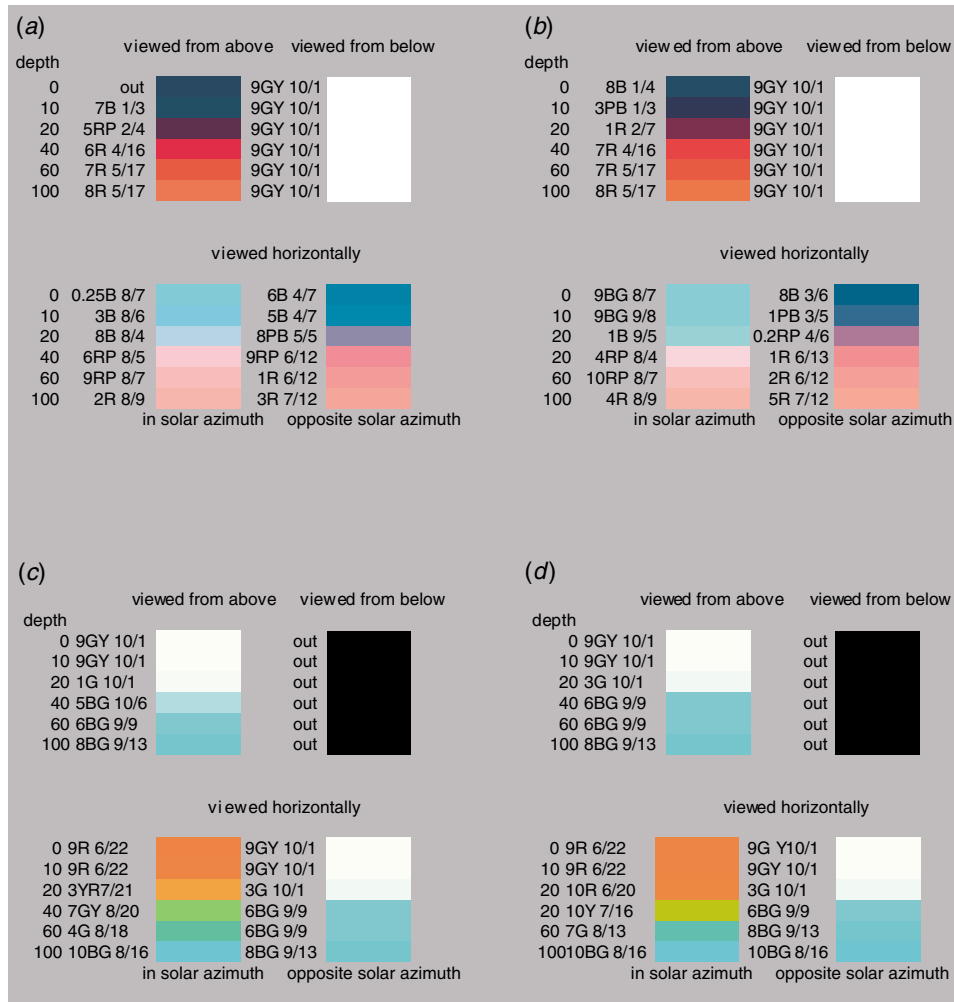 (a)
viewed from above viewed from below
depth
0 out 9GY 10/1
10 7B 1/3 9GY 10/1
20 5RP 2/4 9GY 10/1
40 6R 4/16 9GY 10/1
60 7R 5/17 9GY 10/1
100 8R 5/17 9GY 10/1
viewed horizontally
0 0.25B 8/7 6B 4/7
10 3B 8/6 5B 4/7
20 8B 8/4 8PB 5/5
40 6RP 8/5 9RP 6/12
60 9RP 8/7 1R 6/12
100 2R 8/9 3R 7/12
in solar azimuth opposite solar azimuth
(b)
viewed from above viewed from below
depth
0 8B 1/4 9GY 10/1
10 3PB 1/3 9GY 10/1
20 1R 2/7 9GY 10/1
40 7R 4/16 9GY 10/1
60 7R 5/17 9GY 10/1
100 8R 5/17 9GY 10/1
viewed horizontally
0 9BG 8/7 8B 3/6
10 9BG 9/8 1PB 3/5
20 1B 9/5 0.2RP 4/6
20 4RP 8/4 1R 6/13
60 10RP 8/7 2R 6/12
100 4R 8/9 5R 7/12
in solar azimuth opposite solar azimuth
(c)
viewed from above viewed from below
depth
0 9GY 10/1 out
10 9GY 10/1 out
20 1G 10/1 out
40 5BG 10/6 out
60 6BG 9/9 out
100 8BG 9/13 out
viewed horizontally
0 9R 6/22 9GY 10/1
10 9R 6/22 9GY 10/1
20 3YR7/21 3G 10/1
40 7GY 8/20 6BG 9/9
60 4G 8/18 6BG 9/9
100 10BG 8/16 8BG 9/13
in solar azimuth opposite solar azimuth
(d)
viewed from above viewed from below
depth
0 9GY 10/1 out
10 9GY 10/1 out
20 3G 10/1 out
40 6BG 9/9 out
60 6BG 9/9 out
100 8BG 9/13 out
viewed horizontally
0 9R 6/22 9G Y10/1
10 9R 6/22 9GY 10/1
20 10R 6/20 3G 10/1
20 10Y 7/16 6BG 9/9
60 7G 8/13 8BG 9/13
10010BG 8/16 10BG 8/16
in solar azimuth opposite solar azimuth